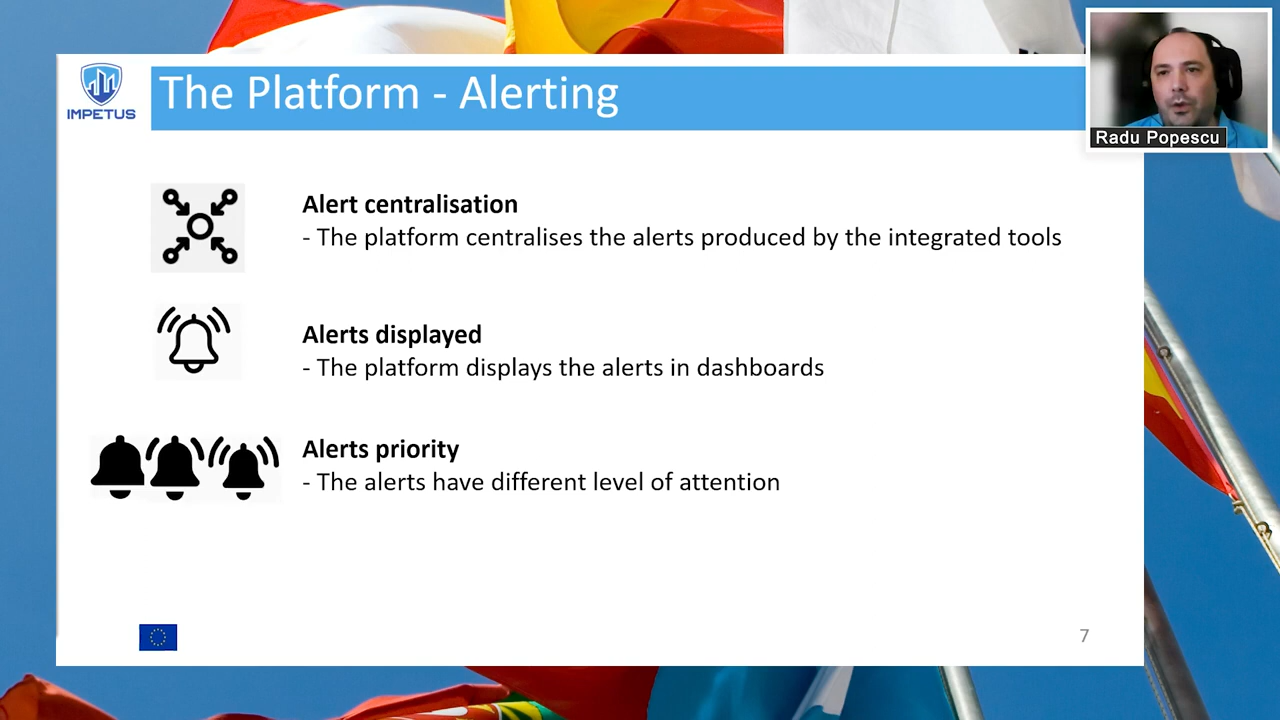 IMPETUS
The Platform - Alerting
Radu Popescu
Alert centralisation
- The platform centralises the alerts produced by the integrated tools
Alerts displayed
- The platform displays the alerts in dashboards
Alerts priority
- The alerts have different level of attention
7